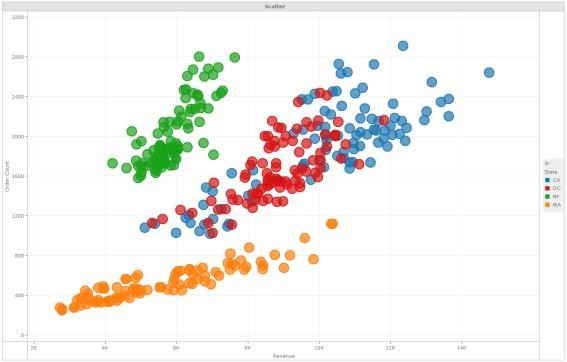 Scatter
3200
2800
2400
2000
1600
1200
800
400
0
Order Count
2K
4K
6K
8K
10K
12K
14K
Revenue
State
CA
DC
NY
WA